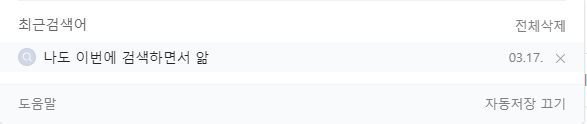 최근검색어 전체삭제
나도 이번에 검색하면서 앎 03.17.
도움말 자동저장 끄기